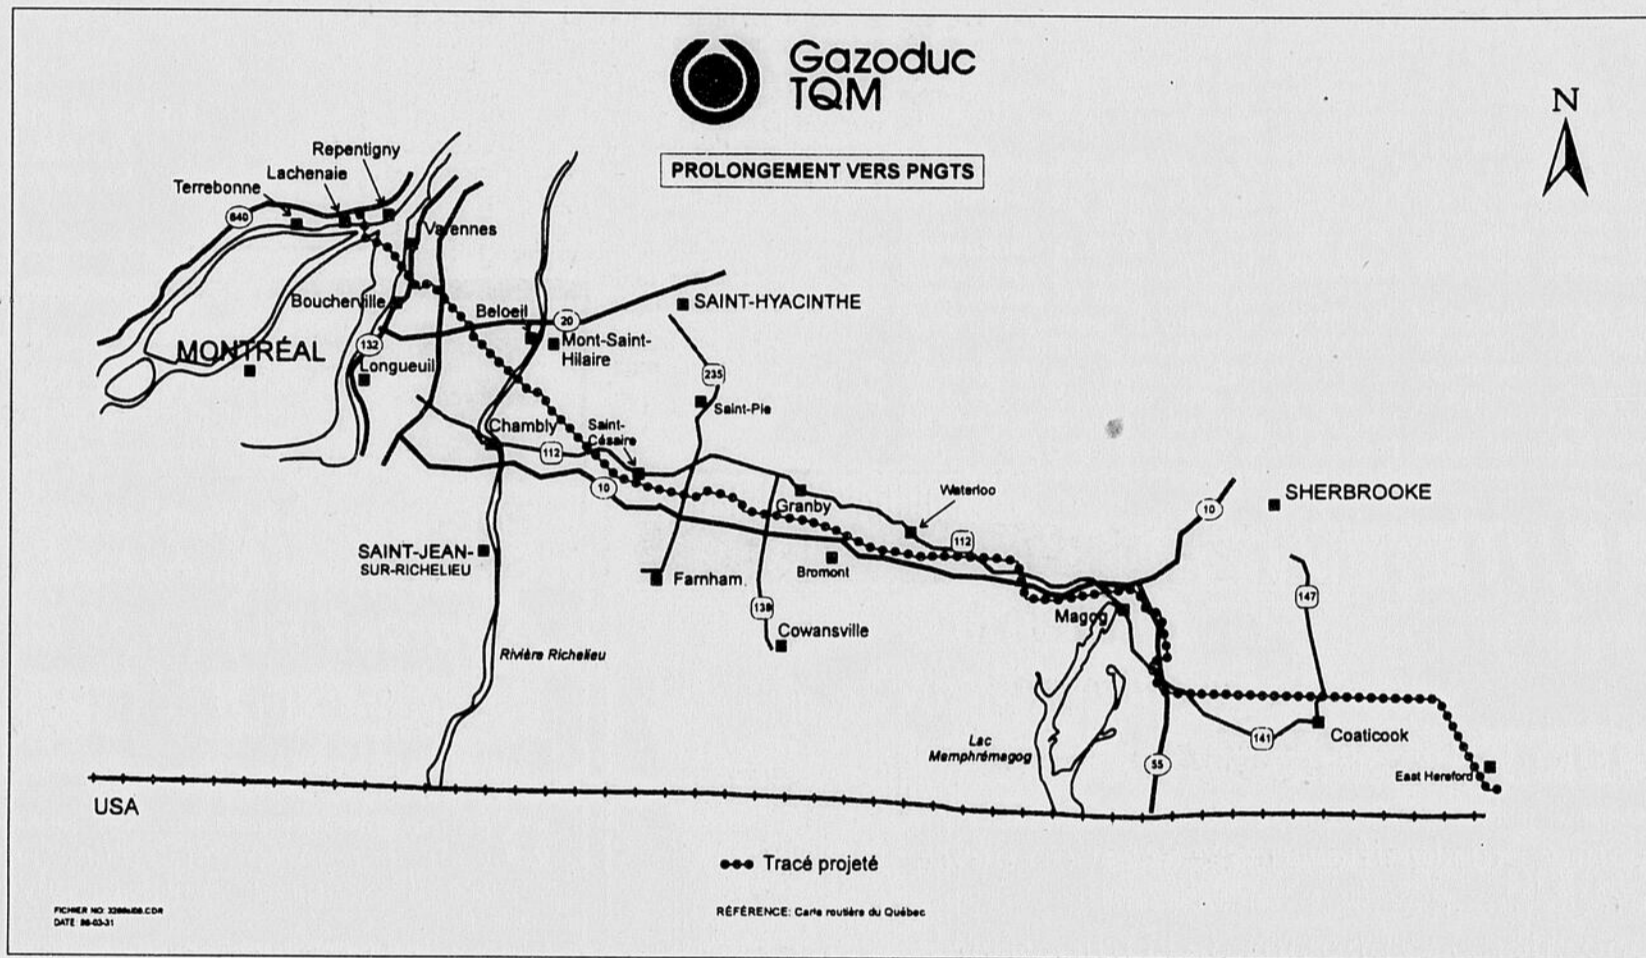 Gazoduc
TQM
PROLONGEMENT VERS PNGTS
N
Repentigny
Lachenaie
Terrebonne
640
Varennes
Boucherville
Beloeil
20
SAINT-HYACINTHE
Mont-Saint-
Hilaire
132
MONTRÉAL
Longueuil
235
Saint-Pie
Chambly
Saint-
Césaire
112
10
Granby
Waterloo
112
10
SHERBROOKE
SAINT-JEAN-
SUR-RICHELIEU
Farnham
Bromont
139
Cowansville
Magog
147
Rivière Richelieu
Lac
Memphrémagog
141
Coaticook
55
East Hereford
USA
Tracé projeté
RÉFÉRENCE: Carte routière du Québec
FICHIER NO:
DATE: